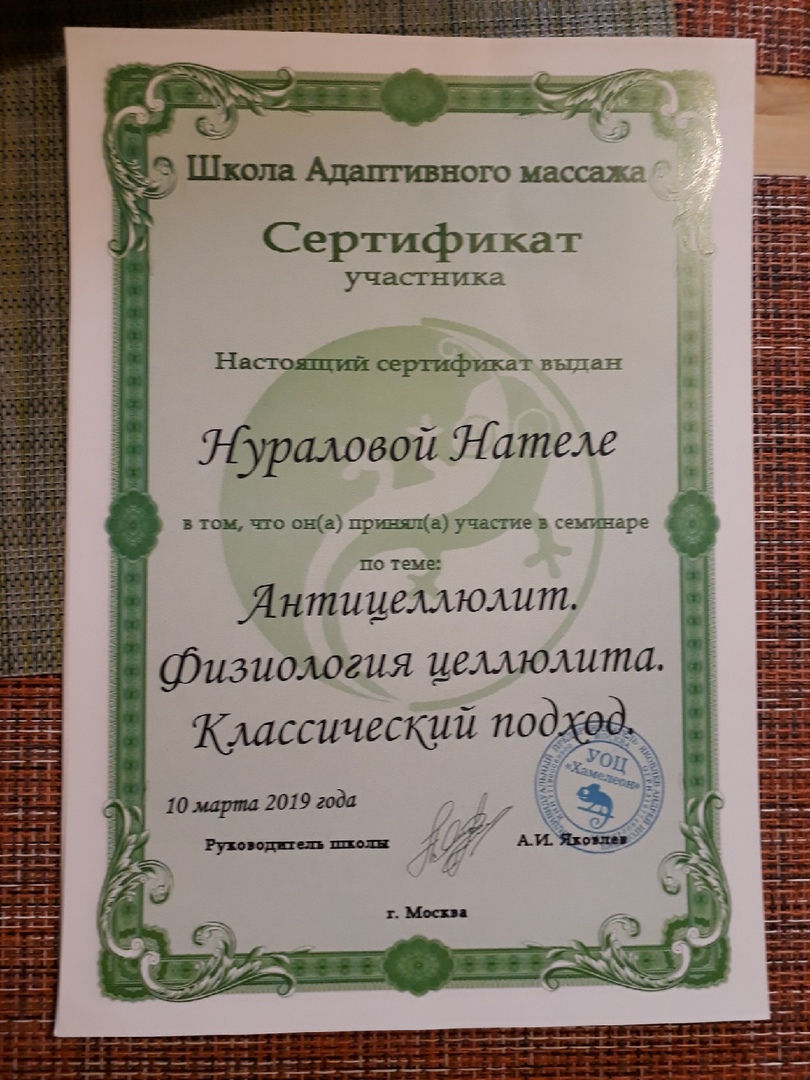 Школа Адаптивного массажа
Сертификат
участника
Настоящий сертификат выдан
Нураловой Нателе
в том, что он(а) принял(а) участие в семинаре
по теме:
Антицеллюлит.
Физиология целлюлита.
Классический подход.
УОЦ
«Хамелеон»
10 марта 2019 года
Руководитель школы
А.И. Яковлев
г. Москва